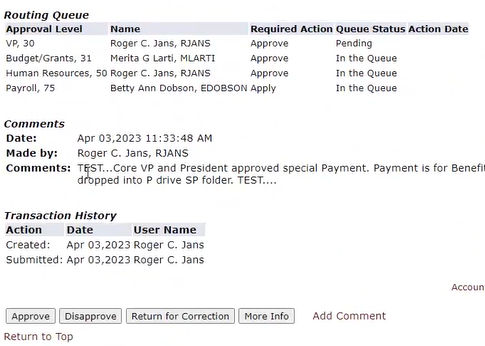 Routing Queue
Approval Level Name Required Action Queue Status Action Date
VP, 30 Roger C. Jans, RJANS Approve Pending
Budget/Grants, 31 Merita G Larti, MLARTI Approve In the Queue
Human Resources, 50 Roger C. Jans, RJANS Approve In the Queue
Payroll, 75 Betty Ann Dobson, EDOBSON Apply In the Queue
Comments
Date: Apr 03,2023 11:33:48 AM
Made by: Roger C. Jans, RJANS
Comments: TEST...Core VP and President approved special Payment. Payment is for Benefit
dropped into P drive SP folder. TEST....
Transaction History
Action Date User Name
Created: Apr 03,2023 Roger C. Jans
Submitted: Apr 03,2023 Roger C. Jans
Accoun
Approve Disapprove Return for Correction More Info Add Comment
Return to Top